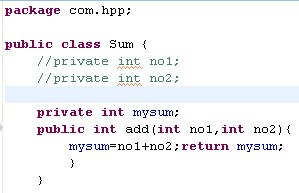 package com.hpp;
public class Sum {
//private int no1;
//private int no2;
private int mysum;
public int add(int no1,int no2){
mysum=no1+no2;return mysum;
}
}